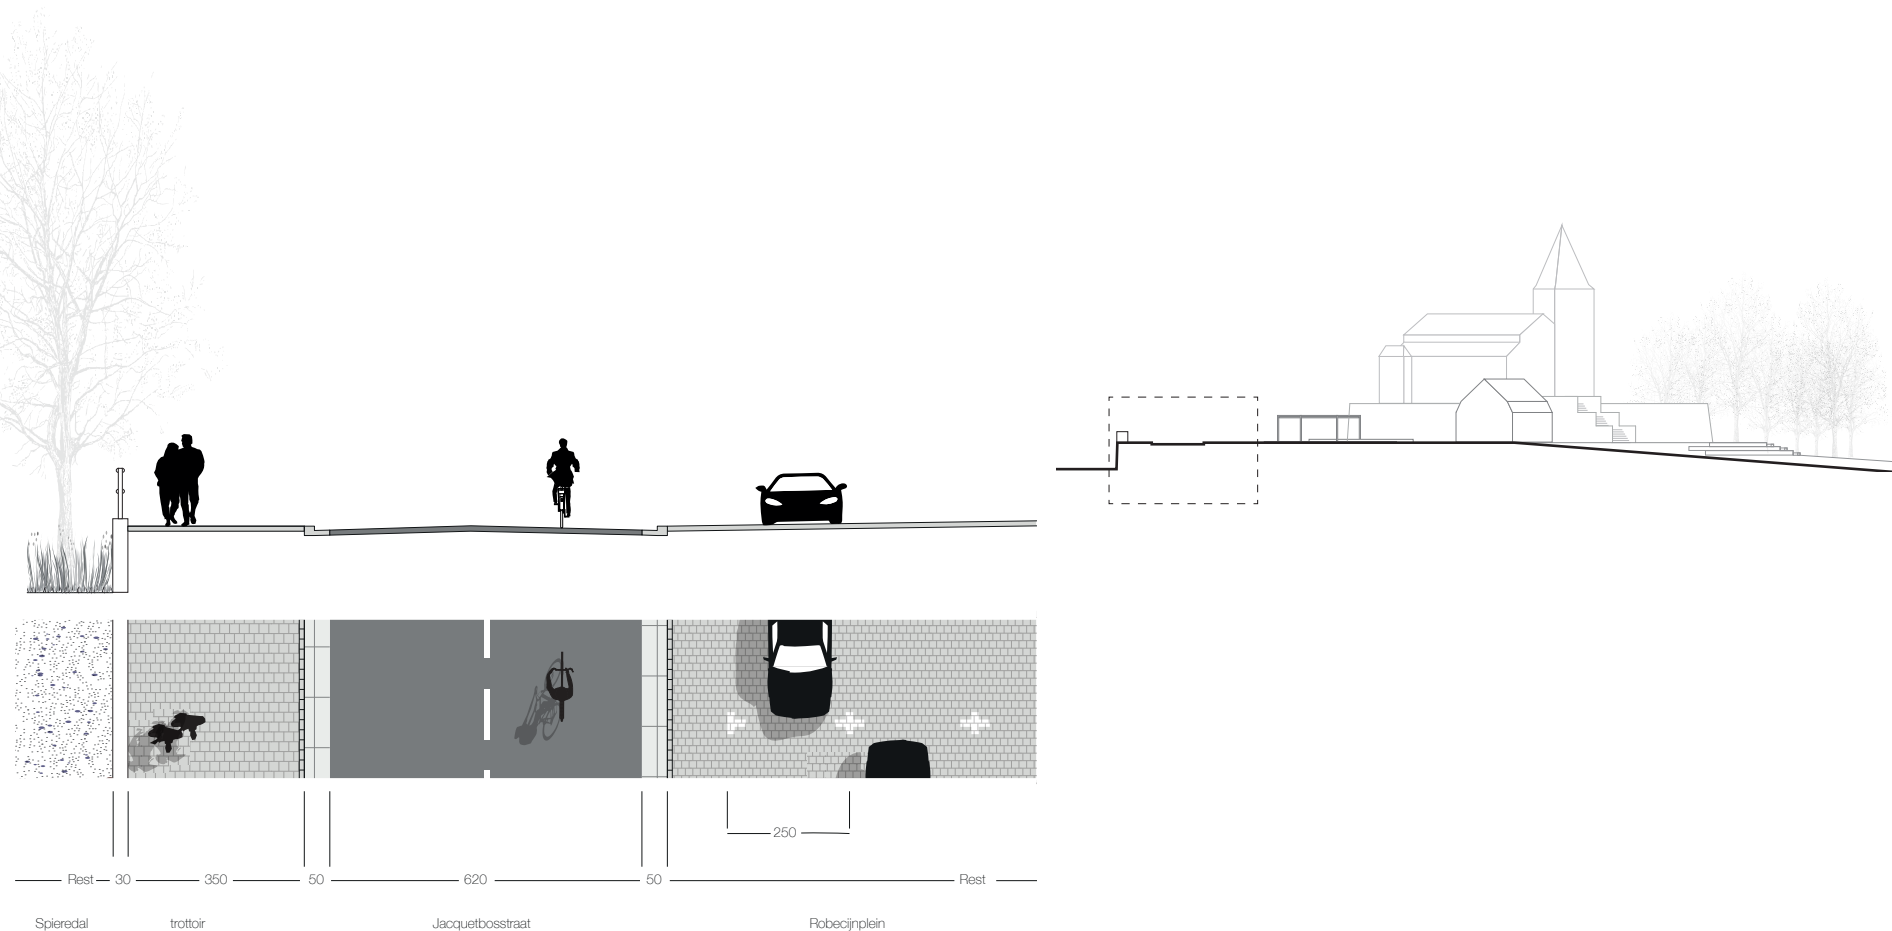 250
Rest 30 350 50 620 50 Rest
Spieredal trottoir Jacquetbosstraat Robecijnplein